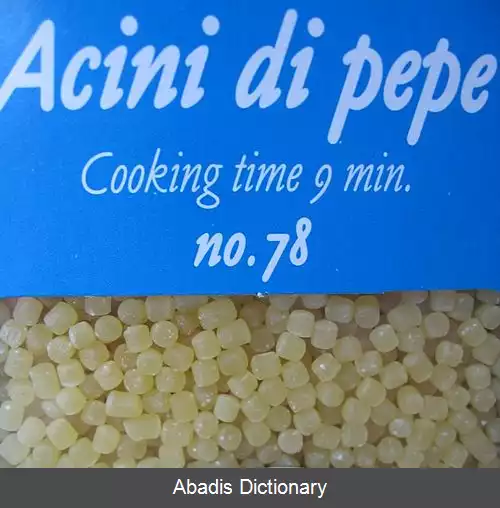 Acini di pepe
Cooking time 9 min.
no.78
Abadis Dictionary